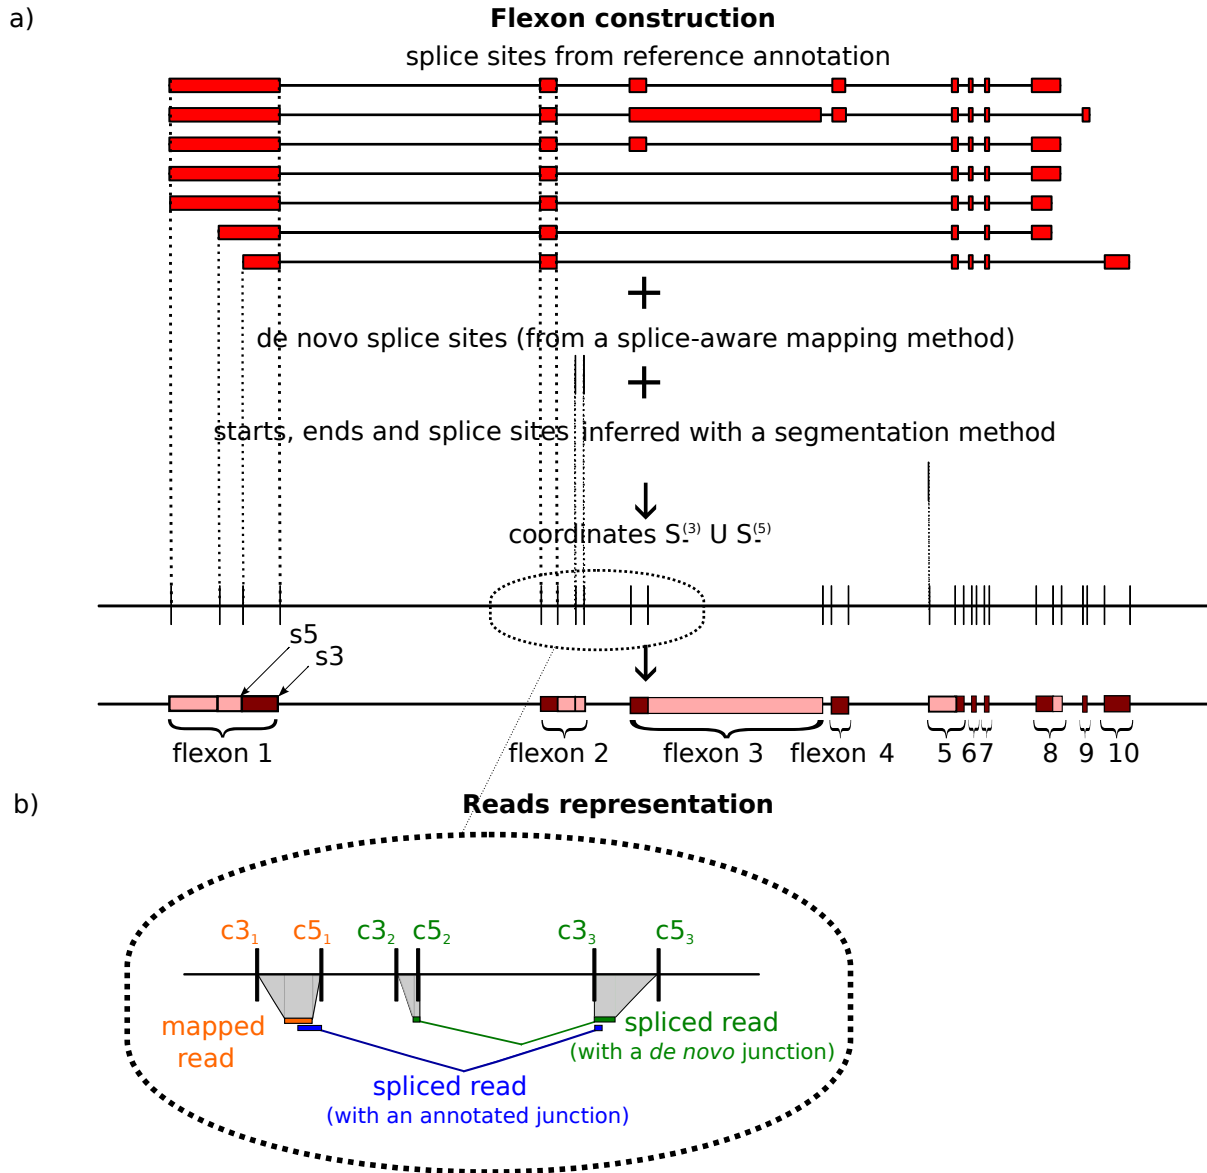 a)
Flexon construction
splice sites from reference annotation
+
de novo splice sites (from a splice-aware mapping method)
+
starts, ends and splice sites inferred with a segmentation method
coordinates S_(3) U S_(5)
s5
s3
flexon 1 flexon 2 flexon 3 flexon 4 5 6 7 8 9 10
b)
Reads representation
c3₁ c5₁ c3₂ c5₂ c3₃ c5₃
mapped
read
spliced read
(with a de novo junction)
spliced read
(with an annotated junction)